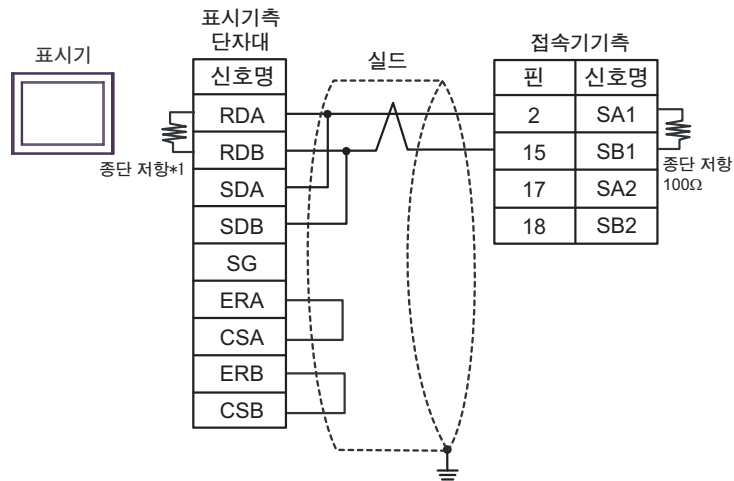 표시기
표시기측
단자대
신호명
RDA
RDB
SDA
SDB
SG
ERA
CSA
ERB
CSB
종단 저항*1
실드
접속기기측
핀 신호명
2 SA1
15 SB1
17 SA2
18 SB2
종단 저항
100Ω